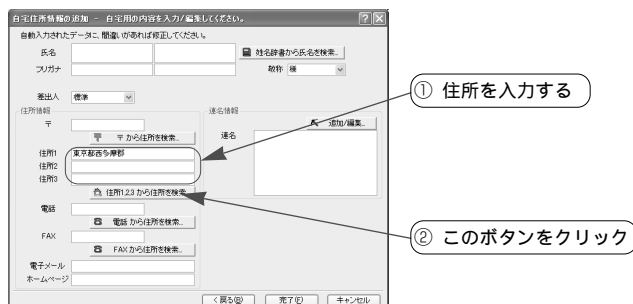 自宅住所情報の追加 － 自宅用の内容を入力/編集してください。
自動入力されたデータに、間違いがあれば修正してください。
氏名
姓名辞書から氏名を検索...
フリガナ
敬称 様
差出人 標準
住所情報
連名情報
〒
追加/編集...
〒から住所を検索...
連名
住所1 東京都西多摩郡
住所2
住所3
住所1,2,3 から住所を検索...
電話
電話 から住所を検索...
FAX
FAX から住所を検索...
電子メール
ホームページ
< 戻る(B)
完了(F)
キャンセル
① 住所を入力する
② このボタンをクリック